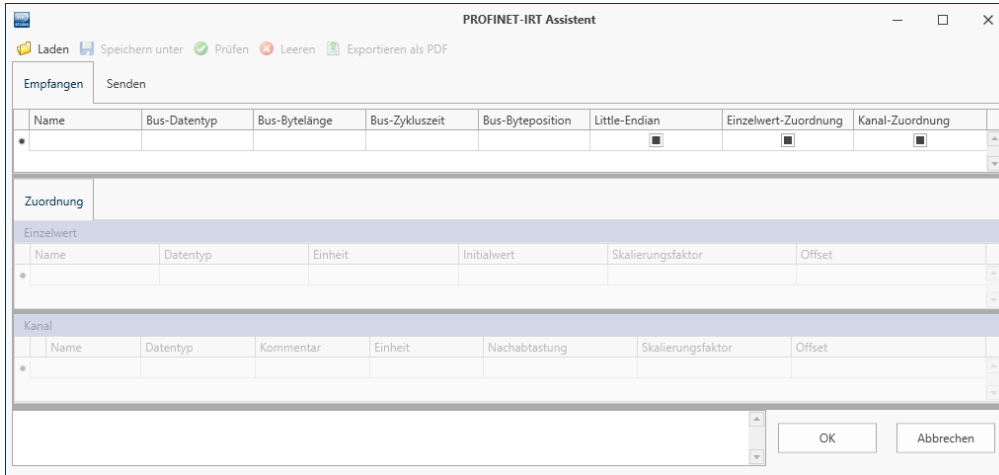 PROFINET-IRT Assistent
Laden Speichern unter Prüfen Leeren Exportieren als PDF
Empfangen Senden
Name Bus-Datentyp Bus-Bytelänge Bus-Zykluszeit Bus-Byteposition Little-Endian Einzelwert-Zuordnung Kanal-Zuordnung
Zuordnung
Einzelwert
Name Datentyp Einheit Initialwert Skalierungsfaktor Offset
Kanal
Name Datentyp Kommentar Einheit Nachabtastung Skalierungsfaktor Offset
OK Abbrechen